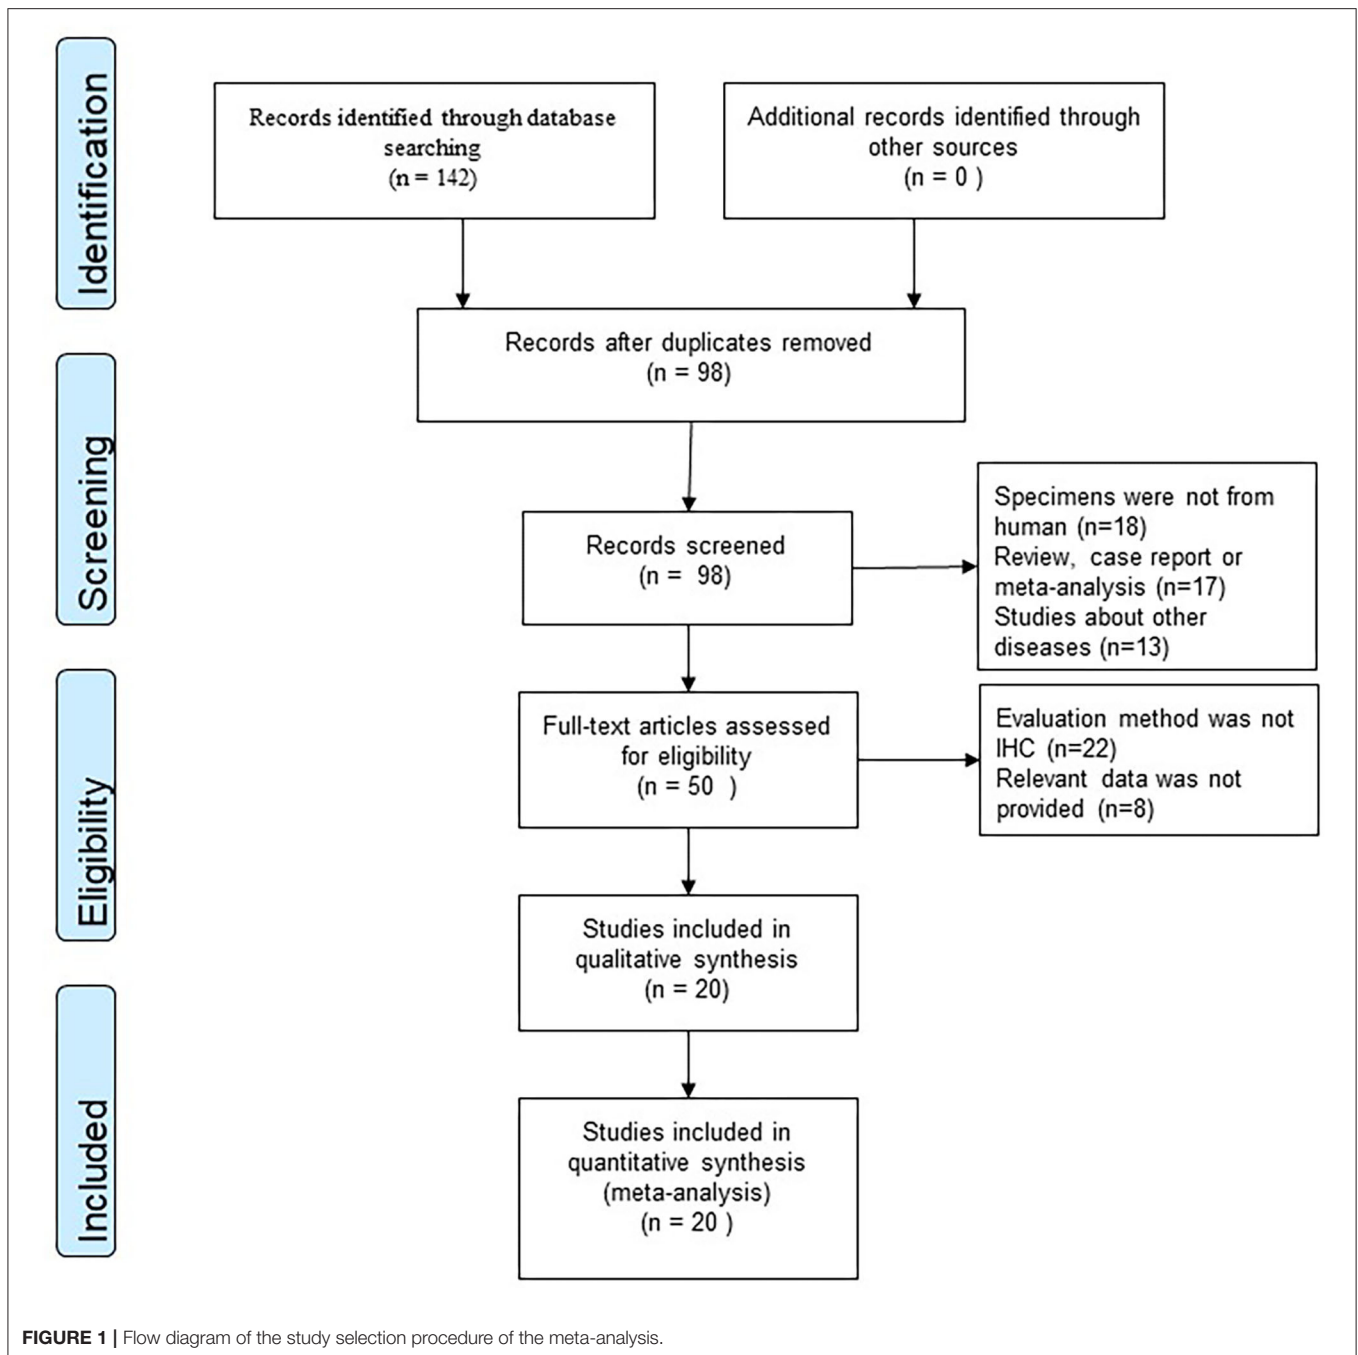 Identification
Records identified through database
searching
(n = 142)
Additional records identified through
other sources
(n = 0 )
Records after duplicates removed
(n = 98)
Screening
Records screened
(n = 98)
Specimens were not from
human (n=18)
Review, case report or
meta-analysis (n=17)
Studies about other
diseases (n=13)
Eligibility
Full-text articles assessed
for eligibility
(n = 50 )
Evaluation method was not
IHC (n=22)
Relevant data was not
provided (n=8)
Studies included in
qualitative synthesis
(n = 20)
Included
Studies included in
quantitative synthesis
(meta-analysis)
(n = 20 )
FIGURE 1 | Flow diagram of the study selection procedure of the meta-analysis.